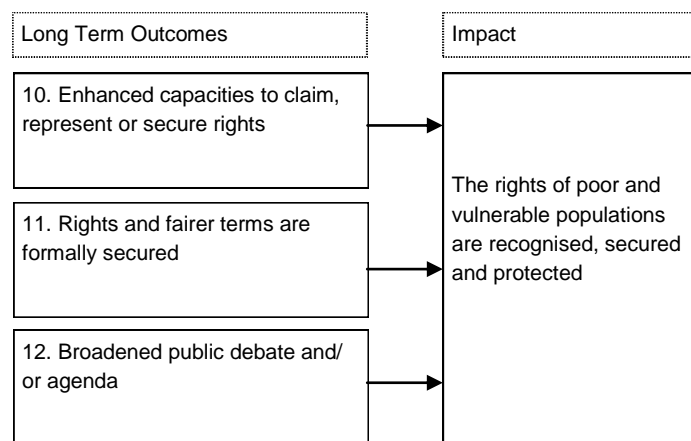 Long Term Outcomes
Impact
10. Enhanced capacities to claim,
represent or secure rights
11. Rights and fairer terms are
formally secured
12. Broadened public debate and/
or agenda
The rights of poor and
vulnerable populations
are recognised, secured
and protected